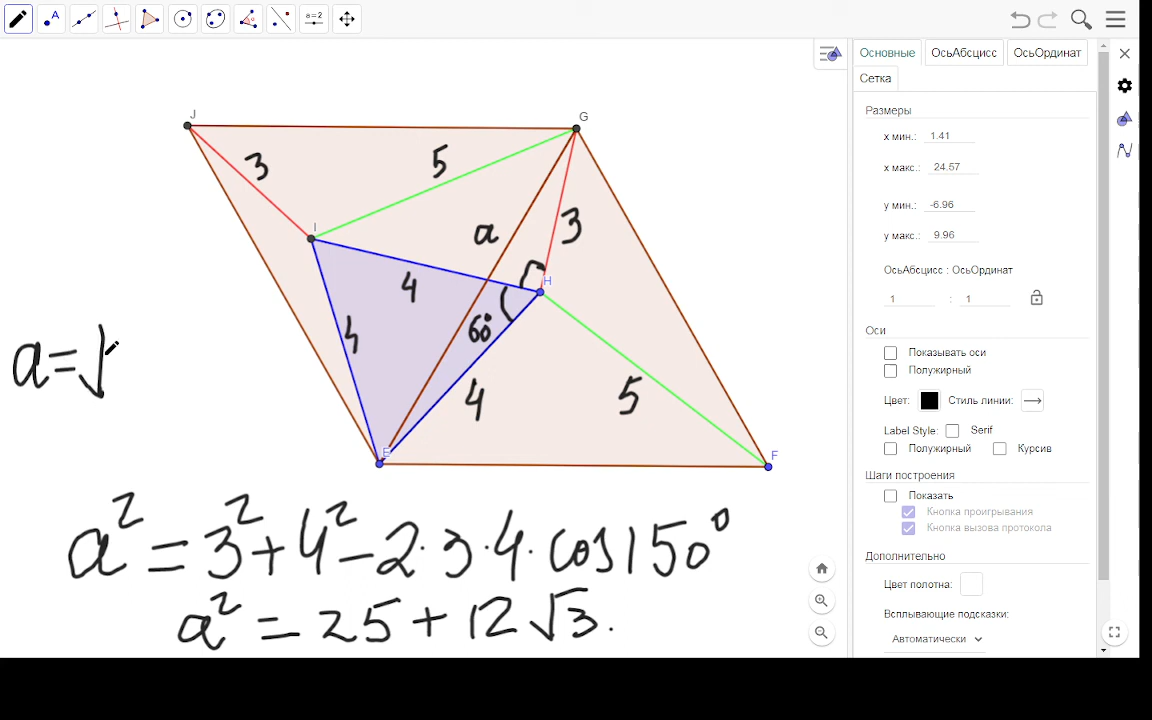 a=2
Основные
ОсьАбсцисс
ОсьОрдинат
Сетка
Размеры
x мин.: 1.41
x макс.: 24.57
y мин.: -6.96
y макс.: 9.96
ОсьАбсцисс : ОсьОрдинат
1 : 1
Оси
Показывать оси
Полужирный
Цвет: Стиль линии:
Label Style: Serif
Полужирный Курсив
Шаги построения
Показать
Кнопка проигрывания
Кнопка вызова протокола
Дополнительно
Цвет полотна:
Всплывающие подсказки:
Автоматически
J
G
3
5
I
a
3
4
H
4
60°
4
5
E
F
a=√
a² = 3² + 4² - 2·3·4·cos150°
a² = 25 + 12√3.